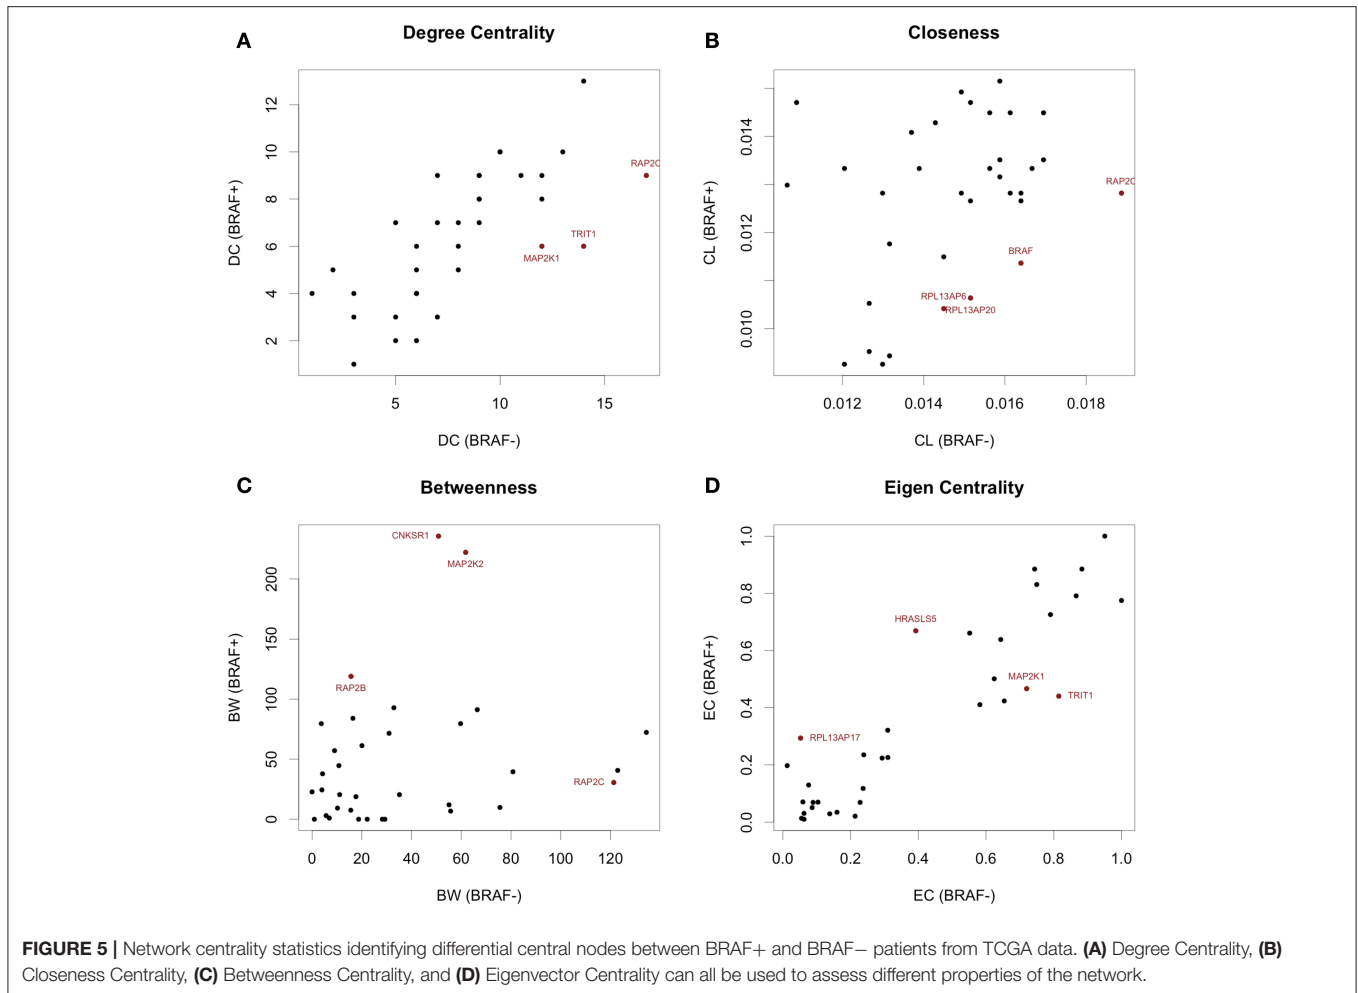 A
Degree Centrality
DC (BRAF+)
12
10
8
6
4
2
RAP2C
TRIT1
MAP2K1
5
10
15
DC (BRAF-)
B
Closeness
CL (BRAF+)
0.014
0.012
0.010
RAP2C
BRAF
RPL13AP6
RPL13AP20
0.012
0.014
0.016
0.018
CL (BRAF-)
C
Betweenness
BW (BRAF+)
200
150
100
50
0
CNKSR1
MAP2K2
RAP2B
RAP2C
0
20
40
60
80
100
120
BW (BRAF-)
D
Eigen Centrality
EC (BRAF+)
1.0
0.8
0.6
0.4
0.2
0.0
HRASLS5
MAP2K1
TRIT1
RPL13AP17
0.0
0.2
0.4
0.6
0.8
1.0
EC (BRAF-)
FIGURE 5 | Network centrality statistics identifying differential central nodes between BRAF+ and BRAF− patients from TCGA data. (A) Degree Centrality, (B)
Closeness Centrality, (C) Betweenness Centrality, and (D) Eigenvector Centrality can all be used to assess different properties of the network.